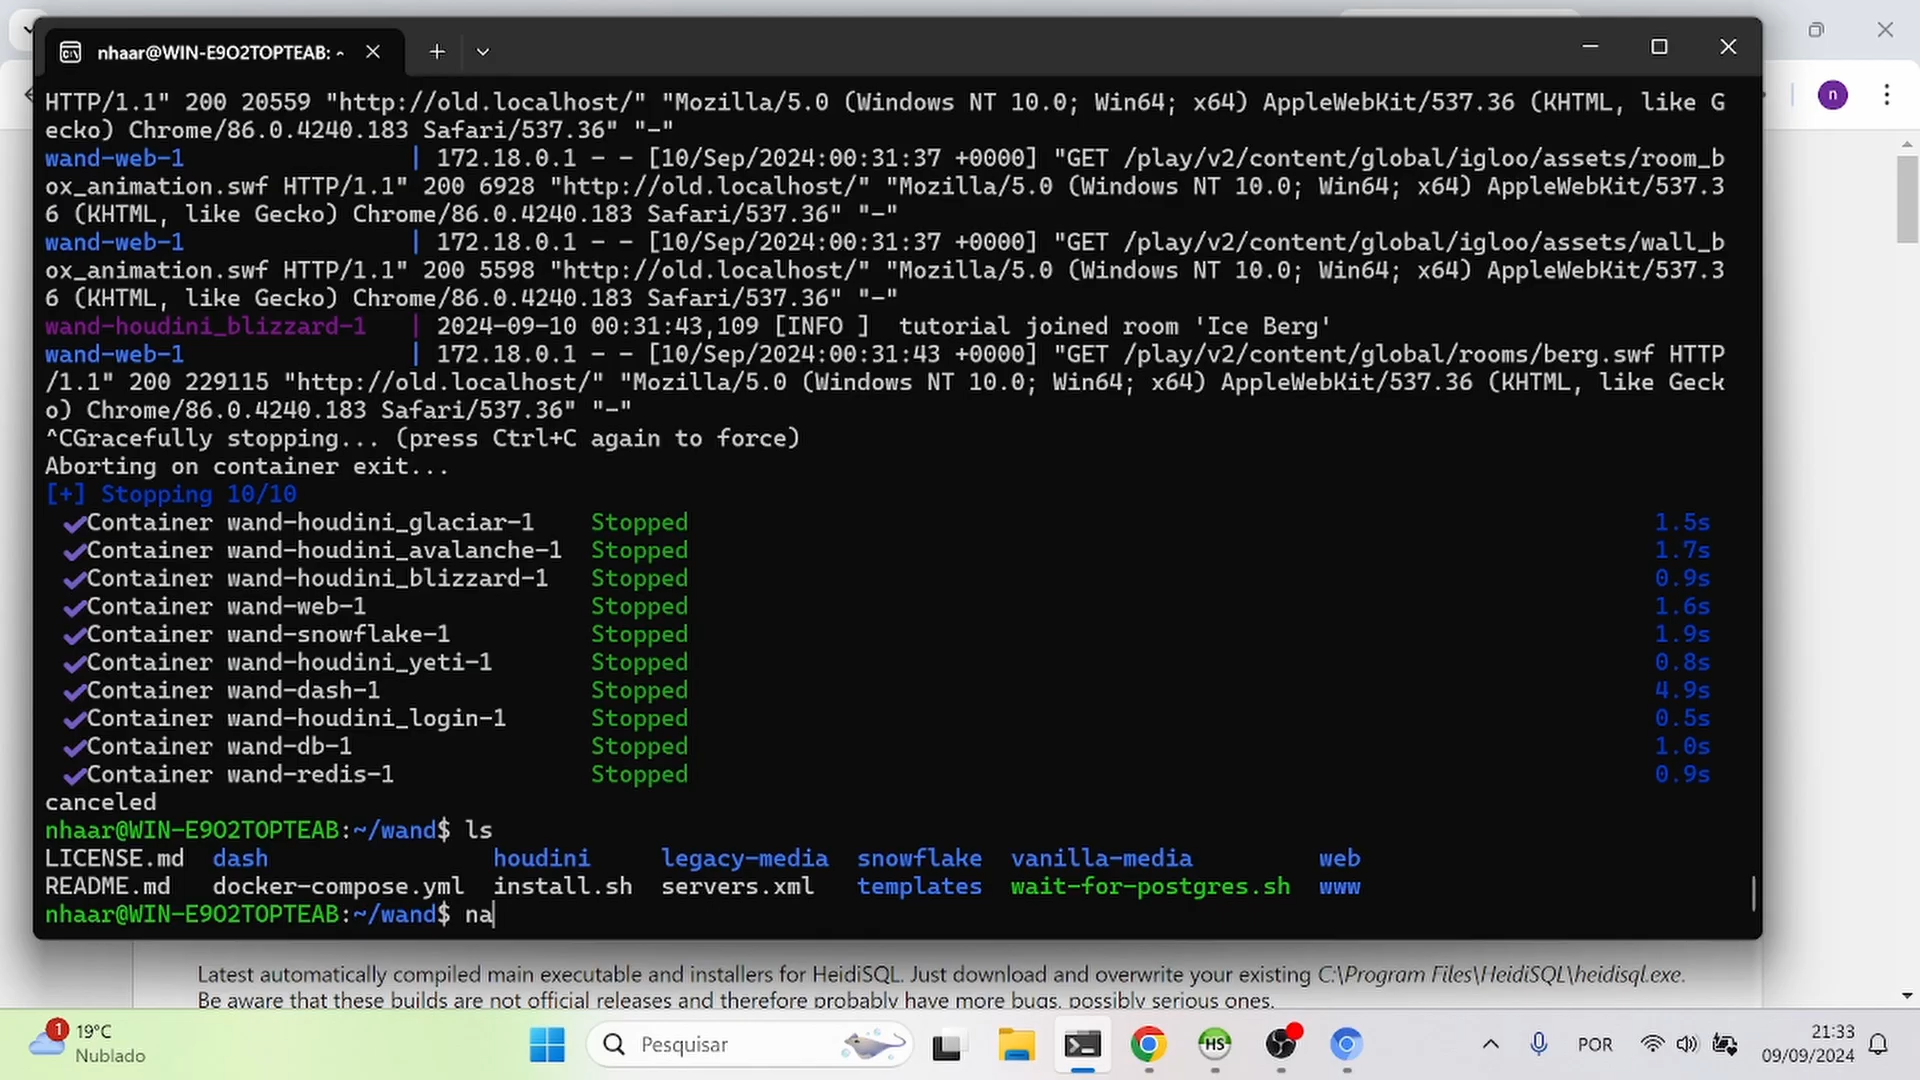 nhaar@WIN-E9O2TOPTEAB: ~
n
HTTP/1.1" 200 20559 "http://old.localhost/" "Mozilla/5.0 (Windows NT 10.0; Win64; x64) AppleWebKit/537.36 (KHTML, like G
ecko) Chrome/86.0.4240.183 Safari/537.36" "-"
wand-web-1 | 172.18.0.1 - - [10/Sep/2024:00:31:37 +0000] "GET /play/v2/content/global/igloo/assets/room_b
ox_animation.swf HTTP/1.1" 200 6928 "http://old.localhost/" "Mozilla/5.0 (Windows NT 10.0; Win64; x64) AppleWebKit/537.3
6 (KHTML, like Gecko) Chrome/86.0.4240.183 Safari/537.36" "-"
wand-web-1 | 172.18.0.1 - - [10/Sep/2024:00:31:37 +0000] "GET /play/v2/content/global/igloo/assets/wall_b
ox_animation.swf HTTP/1.1" 200 5598 "http://old.localhost/" "Mozilla/5.0 (Windows NT 10.0; Win64; x64) AppleWebKit/537.3
6 (KHTML, like Gecko) Chrome/86.0.4240.183 Safari/537.36" "-"
wand-houdini_blizzard-1 | 2024-09-10 00:31:43,109 [INFO ] tutorial joined room 'Ice Berg'
wand-web-1 | 172.18.0.1 - - [10/Sep/2024:00:31:43 +0000] "GET /play/v2/content/global/rooms/berg.swf HTTP
/1.1" 200 229115 "http://old.localhost/" "Mozilla/5.0 (Windows NT 10.0; Win64; x64) AppleWebKit/537.36 (KHTML, like Geck
o) Chrome/86.0.4240.183 Safari/537.36" "-"
^CGracefully stopping... (press Ctrl+C again to force)
Aborting on container exit...
[+] Stopping 10/10
✔Container wand-houdini_glaciar-1 Stopped 1.5s
✔Container wand-houdini_avalanche-1 Stopped 1.7s
✔Container wand-houdini_blizzard-1 Stopped 0.9s
✔Container wand-web-1 Stopped 1.6s
✔Container wand-snowflake-1 Stopped 1.9s
✔Container wand-houdini_yeti-1 Stopped 0.8s
✔Container wand-dash-1 Stopped 4.9s
✔Container wand-houdini_login-1 Stopped 0.5s
✔Container wand-db-1 Stopped 1.0s
✔Container wand-redis-1 Stopped 0.9s
canceled
nhaar@WIN-E9O2TOPTEAB:~/wand$ ls
LICENSE.md dash houdini legacy-media snowflake vanilla-media web
README.md docker-compose.yml install.sh servers.xml templates wait-for-postgres.sh www
nhaar@WIN-E9O2TOPTEAB:~/wand$ na
Latest automatically compiled main executable and installers for HeidiSQL. Just download and overwrite your existing C:\Program Files\HeidiSQL\heidisql.exe.
Be aware that these builds are not official releases and therefore probably have more bugs, possibly serious ones.
1
19°C
Nublado
Pesquisar
HS
POR
21:33
09/09/2024